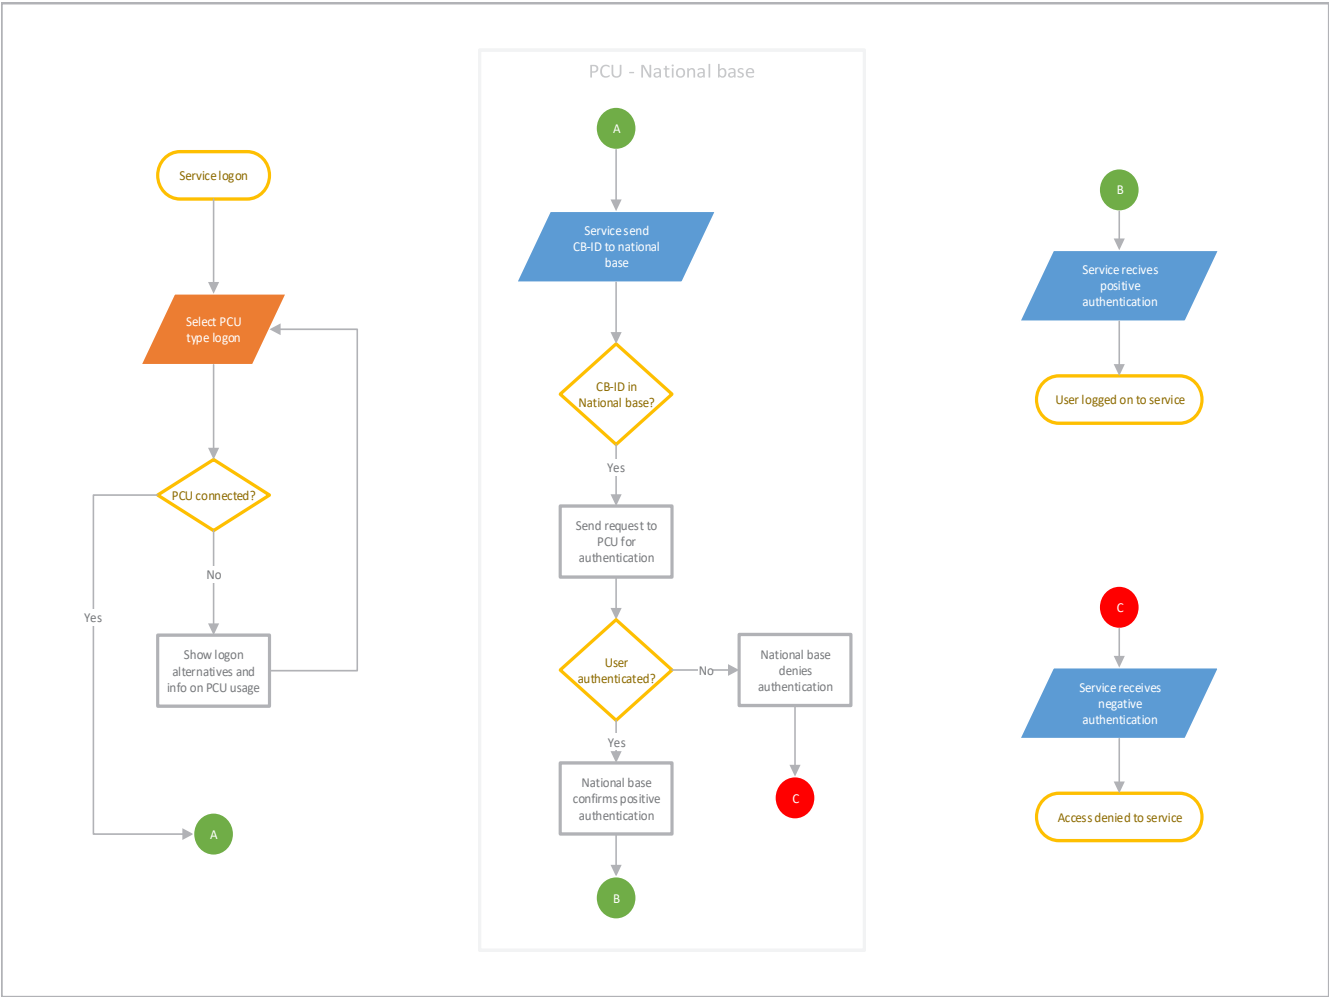 Service logon
Select PCU
type logon
PCU connected?
No
Yes
Show logon
alternatives and
info on PCU usage
A
PCU - National base
A
Service send
CB-ID to national
base
CB-ID in
National base?
Yes
Send request to
PCU for
authentication
User
authenticated?
No
National base
denies
authentication
Yes
National base
confirms positive
authentication
C
B
B
Service recives
positive
authentication
User logged on to service
C
Service receives
negative
authentication
Access denied to service